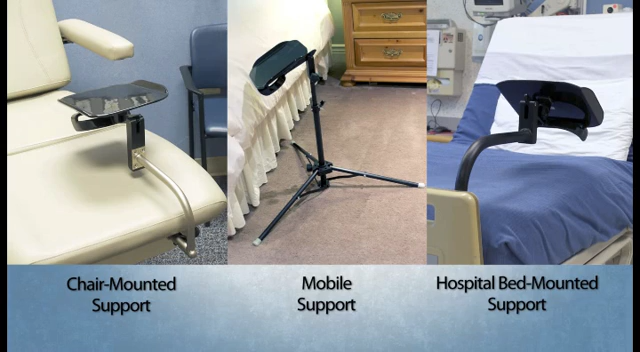 Chair-Mounted
Support
Mobile
Support
Hospital Bed-Mounted
Support